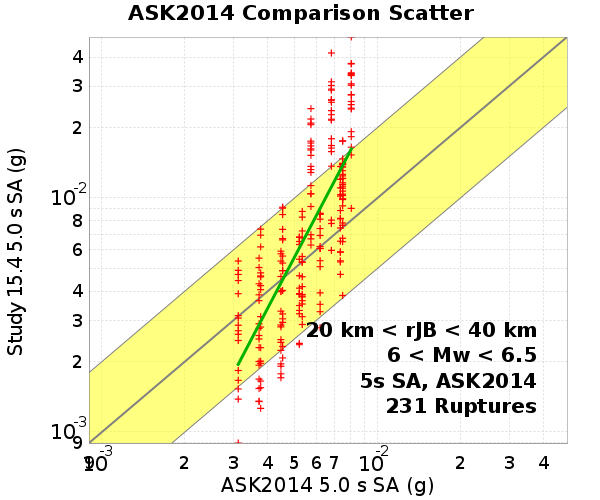 ASK2014 Comparison Scatter
Study 15.4 5.0 s SA (g)
4
3
2
10^-2
8
6
4
3
2
10^-3
9
20 km < rJB < 40 km
6 < Mw < 6.5
5s SA, ASK2014
231 Ruptures
9 10^-3 2 3 4 5 6 7 10^-2 2 3 4
ASK2014 5.0 s SA (g)